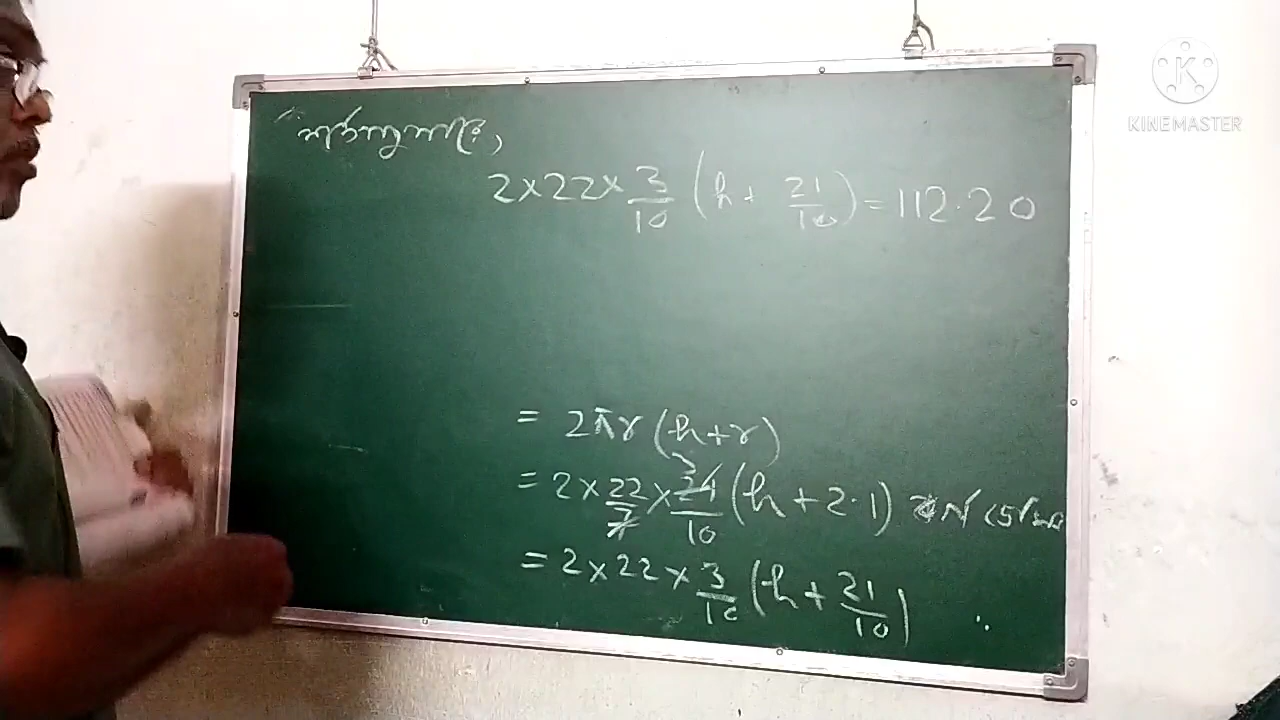 2×22×3/10 (h + 21/10) = 112.20
= 2πr (h+r)
= 2 × 22/7 × 21/10 (h + 2.1)
= 2×22×3/10 (h + 21/10)
KINEMASTER